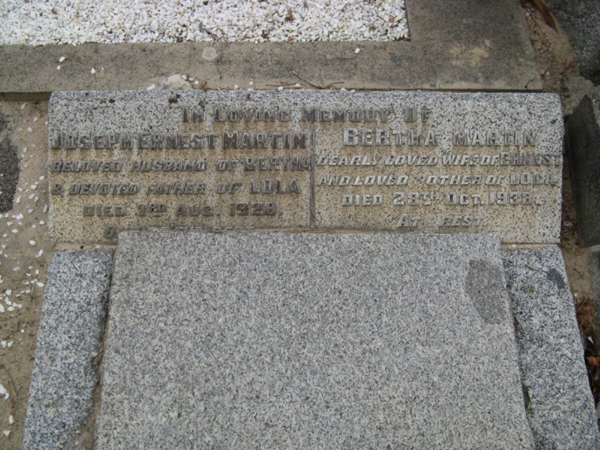 In Loving Memory Of
Joseph Ernest Martin
Beloved Husband of Bertha
& Devoted Father of Lola
Died 3rd Aug. 1928.
Bertha Martin
Dearly Loved Wife of Ernest
and Loved Mother of Lola
Died 28th Oct. 1938.
At Rest